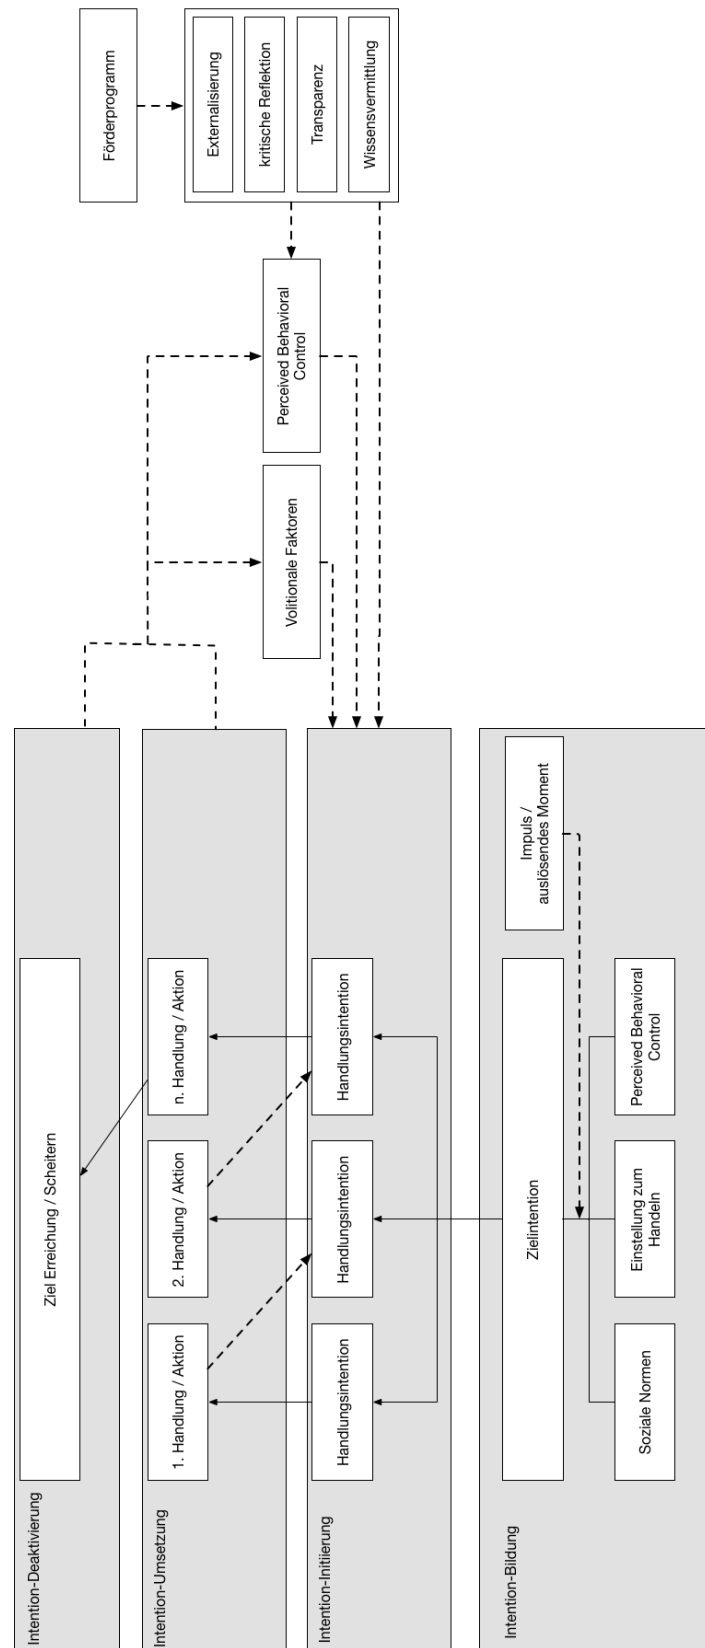 Intention-Deaktivierung
Ziel Erreichung / Scheitern
Intention-Umsetzung
1. Handlung / Aktion
2. Handlung / Aktion
n. Handlung / Aktion
Intention-Initiierung
Handlungsintention
Handlungsintention
Handlungsintention
Intention-Bildung
Zielintention
Impuls /
auslösendes Moment
Soziale Normen
Einstellung zum
Handeln
Perceived Behavioral
Control
Volitionale Faktoren
Perceived Behavioral
Control
Förderprogramm
Externalisierung
kritische Reflektion
Transparenz
Wissensvermittlung